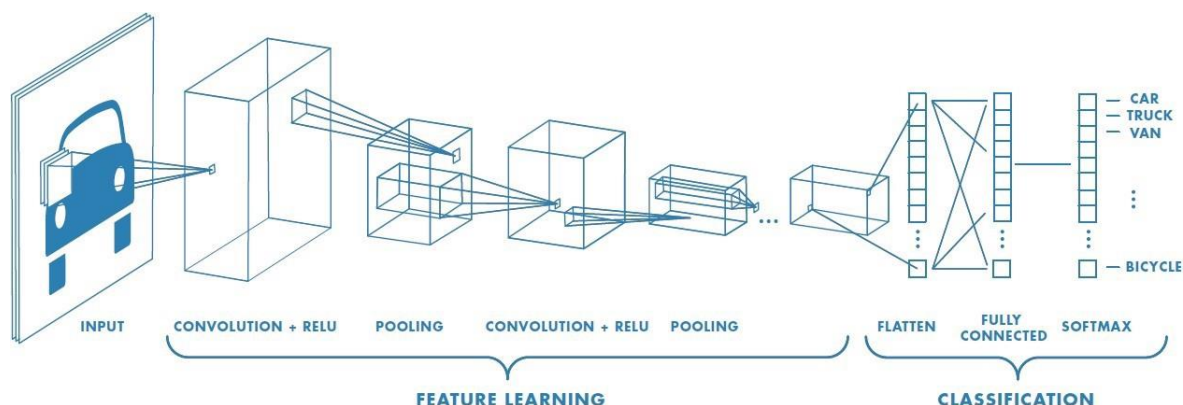 CAR
TRUCK
VAN
BICYCLE
INPUT
CONVOLUTION + RELU
POOLING
CONVOLUTION + RELU
POOLING
FLATTEN
FULLY
CONNECTED
SOFTMAX
FEATURE LEARNING
CLASSIFICATION